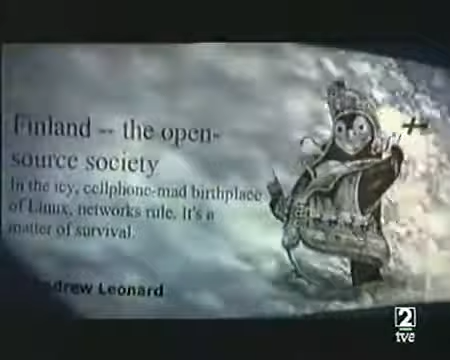 Finland -- the open-
source society
In the icy, cellphone-mad birthplace
of Linux, networks rule. It's a
matter of survival.
Andrew Leonard
2
tve